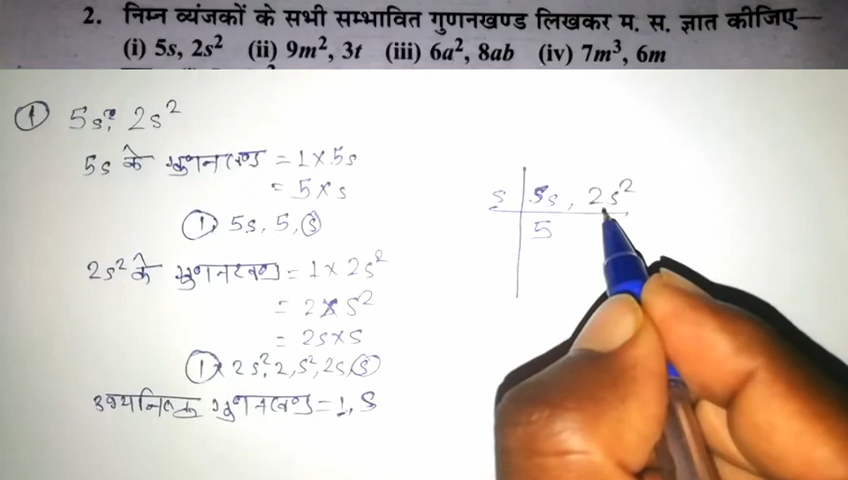 2. निम्न व्यंजकों के सभी सम्भावित गुणनखण्ड लिखकर म. स. ज्ञात कीजिए—
(i) 5s, 2s² (ii) 9m², 3t (iii) 6a², 8ab (iv) 7m³, 6m
① 5s, 2s²
5s के गुणनखण्ड = 1×5s
= 5×s
①, 5s, 5, ⓢ
2s² के गुणनखण्ड = 1×2s²
= 2×s²
= 2s×s
①, 2s², 2, s², 2s, ⓢ
उभयनिष्ठ गुणनखण्ड = 1, s
s | 5s, 2s²
5